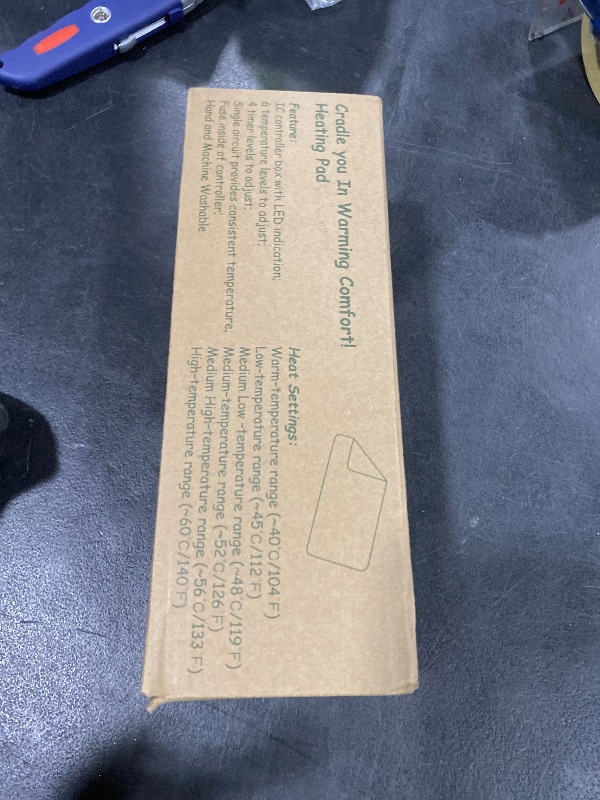 Cradle you In Warming Comfort!
Heating Pad
Feature:
IC controller box with LED indication;
6 temperature levels to adjust;
4 timer levels to adjust;
Single circuit provides consistent temperature;
Fuse inside of controller;
Hand and Machine Washable
Heat Settings:
Warm-temperature range (~40°C/104°F)
Low-temperature range (~45°C/112°F)
Medium Low -temperature range (~48°C/119°F)
Medium-temperature range (~52°C/126°F)
Medium High-temperature range (~56°C/133°F)
High-temperature range (~60°C/140°F)